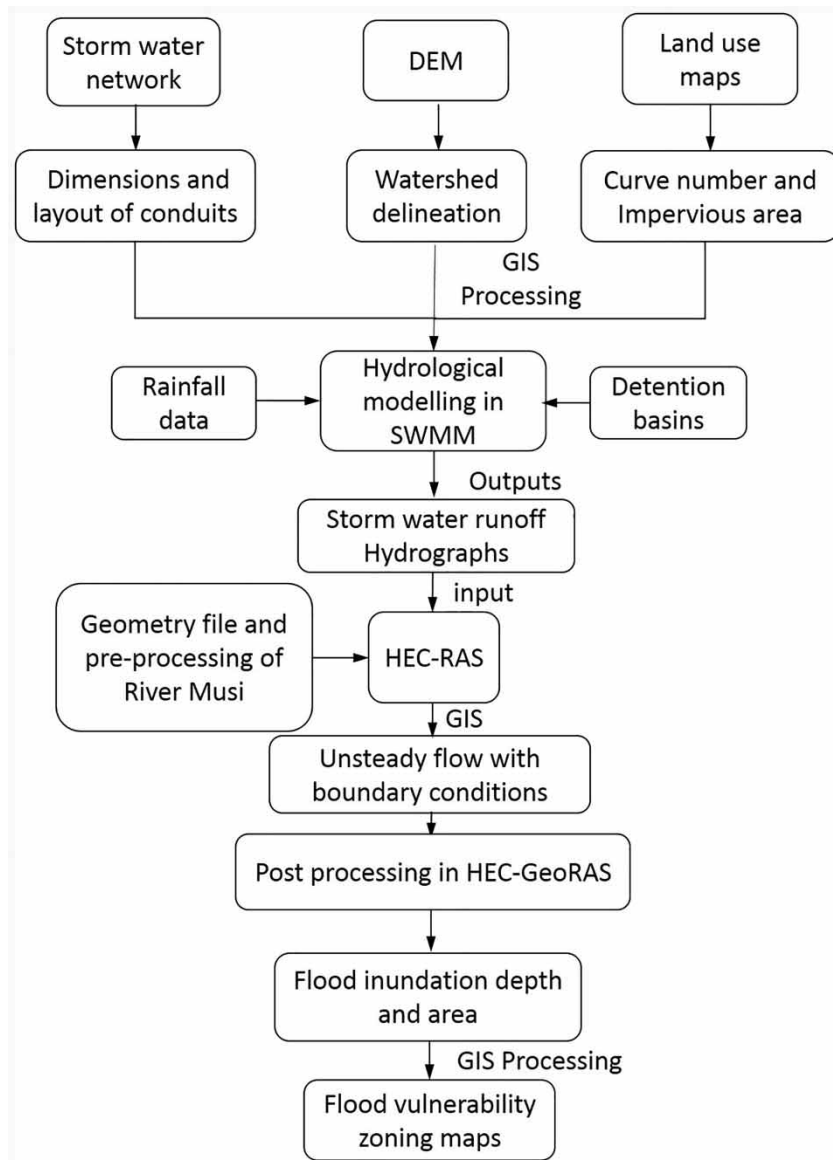 Storm water
network
DEM
Land use
maps
Dimensions and
layout of conduits
Watershed
delineation
Curve number and
Impervious area
GIS
Processing
Rainfall
data
Hydrological
modelling in
SWMM
Detention
basins
Outputs
Storm water runoff
Hydrographs
input
Geometry file and
pre-processing of
River Musi
HEC-RAS
GIS
Unsteady flow with
boundary conditions
Post processing in HEC-GeoRAS
Flood inundation depth
and area
GIS Processing
Flood vulnerability
zoning maps